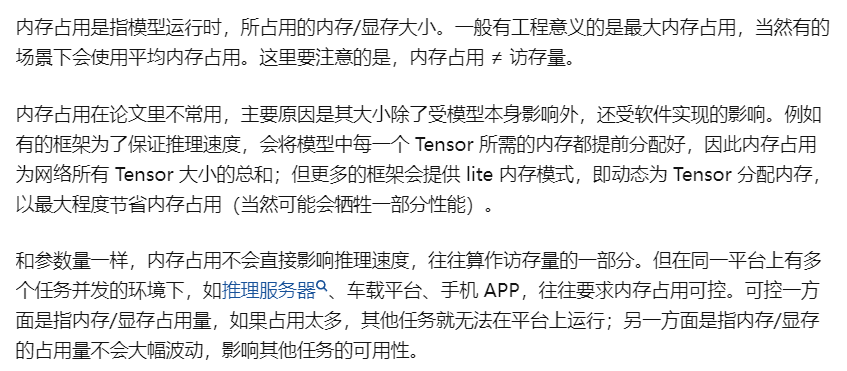 内存占用是指模型运行时，所占用的内存/显存大小。一般有工程意义的是最大内存占用，当然有的
场景下会使用平均内存占用。这里要注意的是，内存占用 ≠ 访存量。
内存占用在论文里不常用，主要原因是其大小除了受模型本身影响外，还受软件实现的影响。例如
有的框架为了保证推理速度，会将模型中每一个 Tensor 所需的内存都提前分配好，因此内存占用
为网络所有 Tensor 大小的总和；但更多的框架会提供 lite 内存模式，即动态为 Tensor 分配内存，
以最大程度节省内存占用（当然可能会牺牲一部分性能）。
和参数量一样，内存占用不会直接影响推理速度，往往算作访存量的一部分。但在同一平台上有多
个任务并发的环境下，如推理服务器、车载平台、手机 APP，往往要求内存占用可控。可控一方
面是指内存/显存占用量，如果占用太多，其他任务就无法在平台上运行；另一方面是指内存/显存
的占用量不会大幅波动，影响其他任务的可用性。